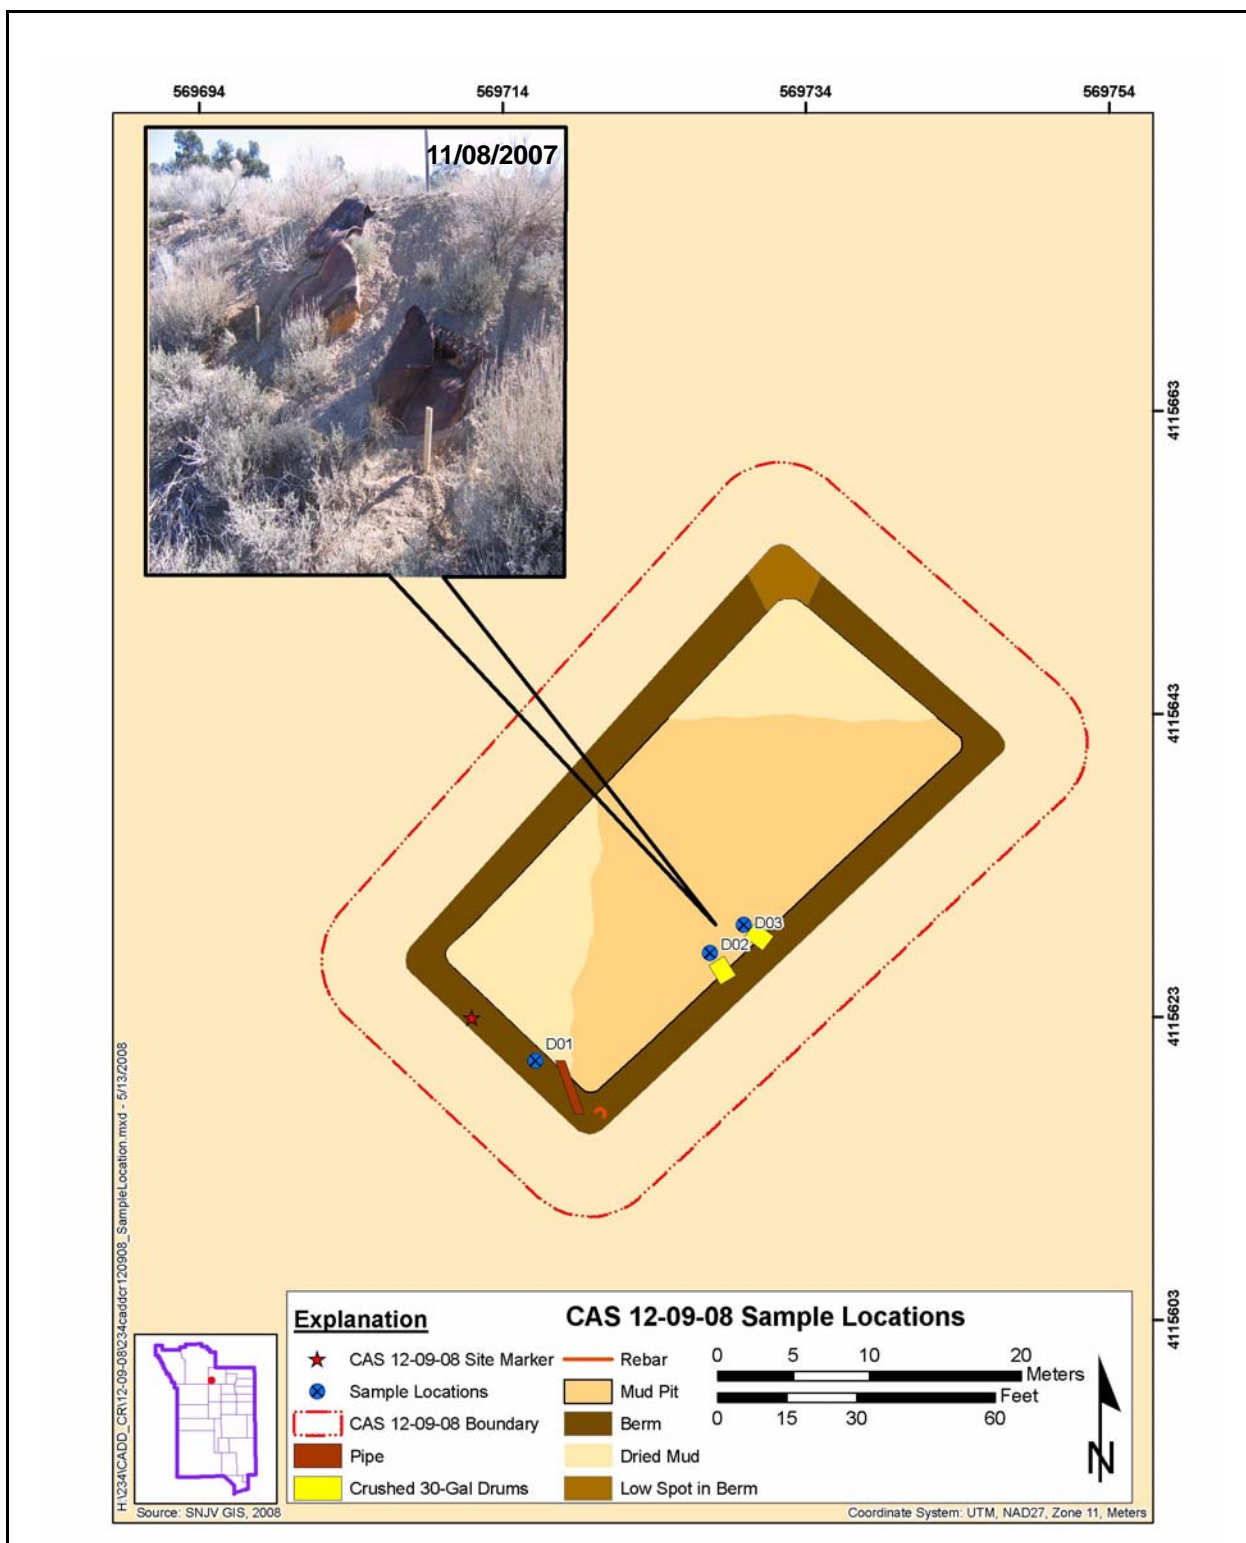 569694
569714
569734
569754
11/08/2007
4115663
4115643
4115623
4115603
D03
D02
D01
H:\234\CADD_CR\12-09-08\234caddcr120908_SampleLocation.mxd - 5/13/2008
Explanation
CAS 12-09-08 Sample Locations
CAS 12-09-08 Site Marker
Sample Locations
CAS 12-09-08 Boundary
Pipe
Crushed 30-Gal Drums
Rebar
Mud Pit
Berm
Dried Mud
Low Spot in Berm
0 5 10 20
Meters
Feet
0 15 30 60
N
Source: SNJV GIS, 2008
Coordinate System: UTM, NAD27, Zone 11, Meters